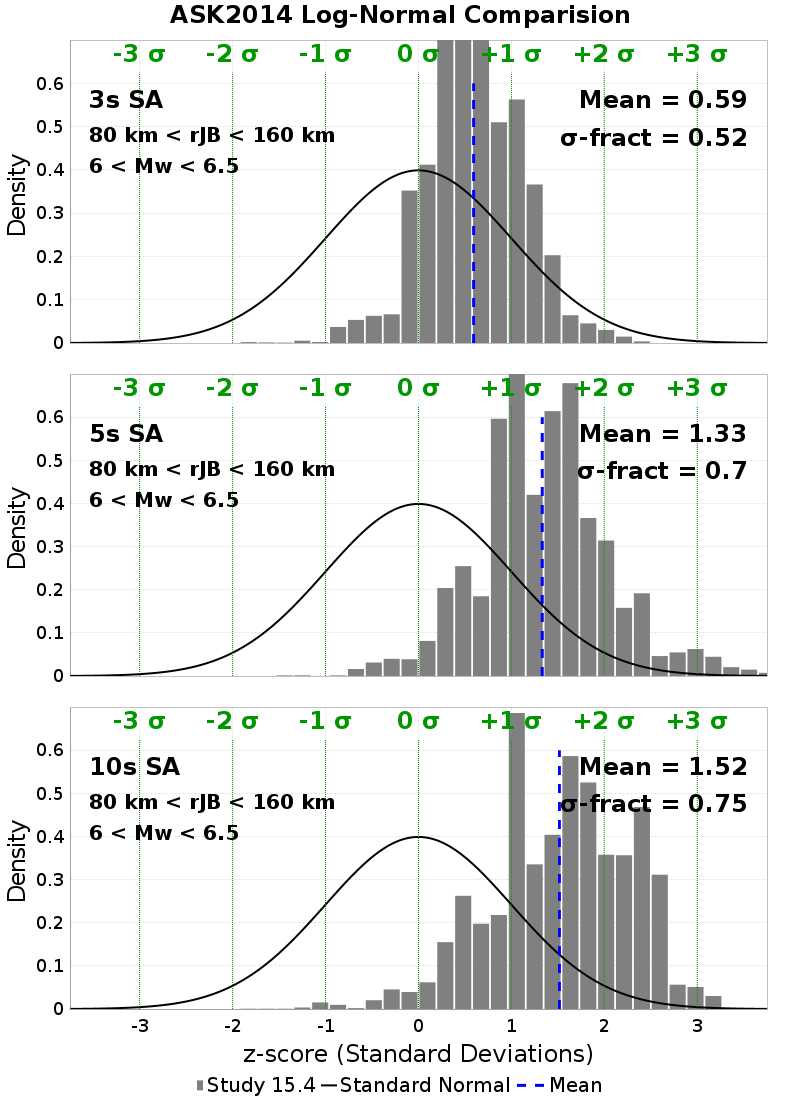 ASK2014 Log-Normal Comparision
-3 σ -2 σ -1 σ 0 σ +1 σ +2 σ +3 σ
3s SA
Mean = 0.59
80 km < rJB < 160 km
σ-fract = 0.52
6 < Mw < 6.5
Density
0.6
0.5
0.4
0.3
0.2
0.1
0
-3 σ -2 σ -1 σ 0 σ +1 σ +2 σ +3 σ
5s SA
Mean = 1.33
80 km < rJB < 160 km
σ-fract = 0.7
6 < Mw < 6.5
Density
0.6
0.5
0.4
0.3
0.2
0.1
0
-3 σ -2 σ -1 σ 0 σ +1 σ +2 σ +3 σ
10s SA
Mean = 1.52
80 km < rJB < 160 km
σ-fract = 0.75
6 < Mw < 6.5
Density
0.6
0.5
0.4
0.3
0.2
0.1
0
-3 -2 -1 0 1 2 3
z-score (Standard Deviations)
Study 15.4 Standard Normal Mean